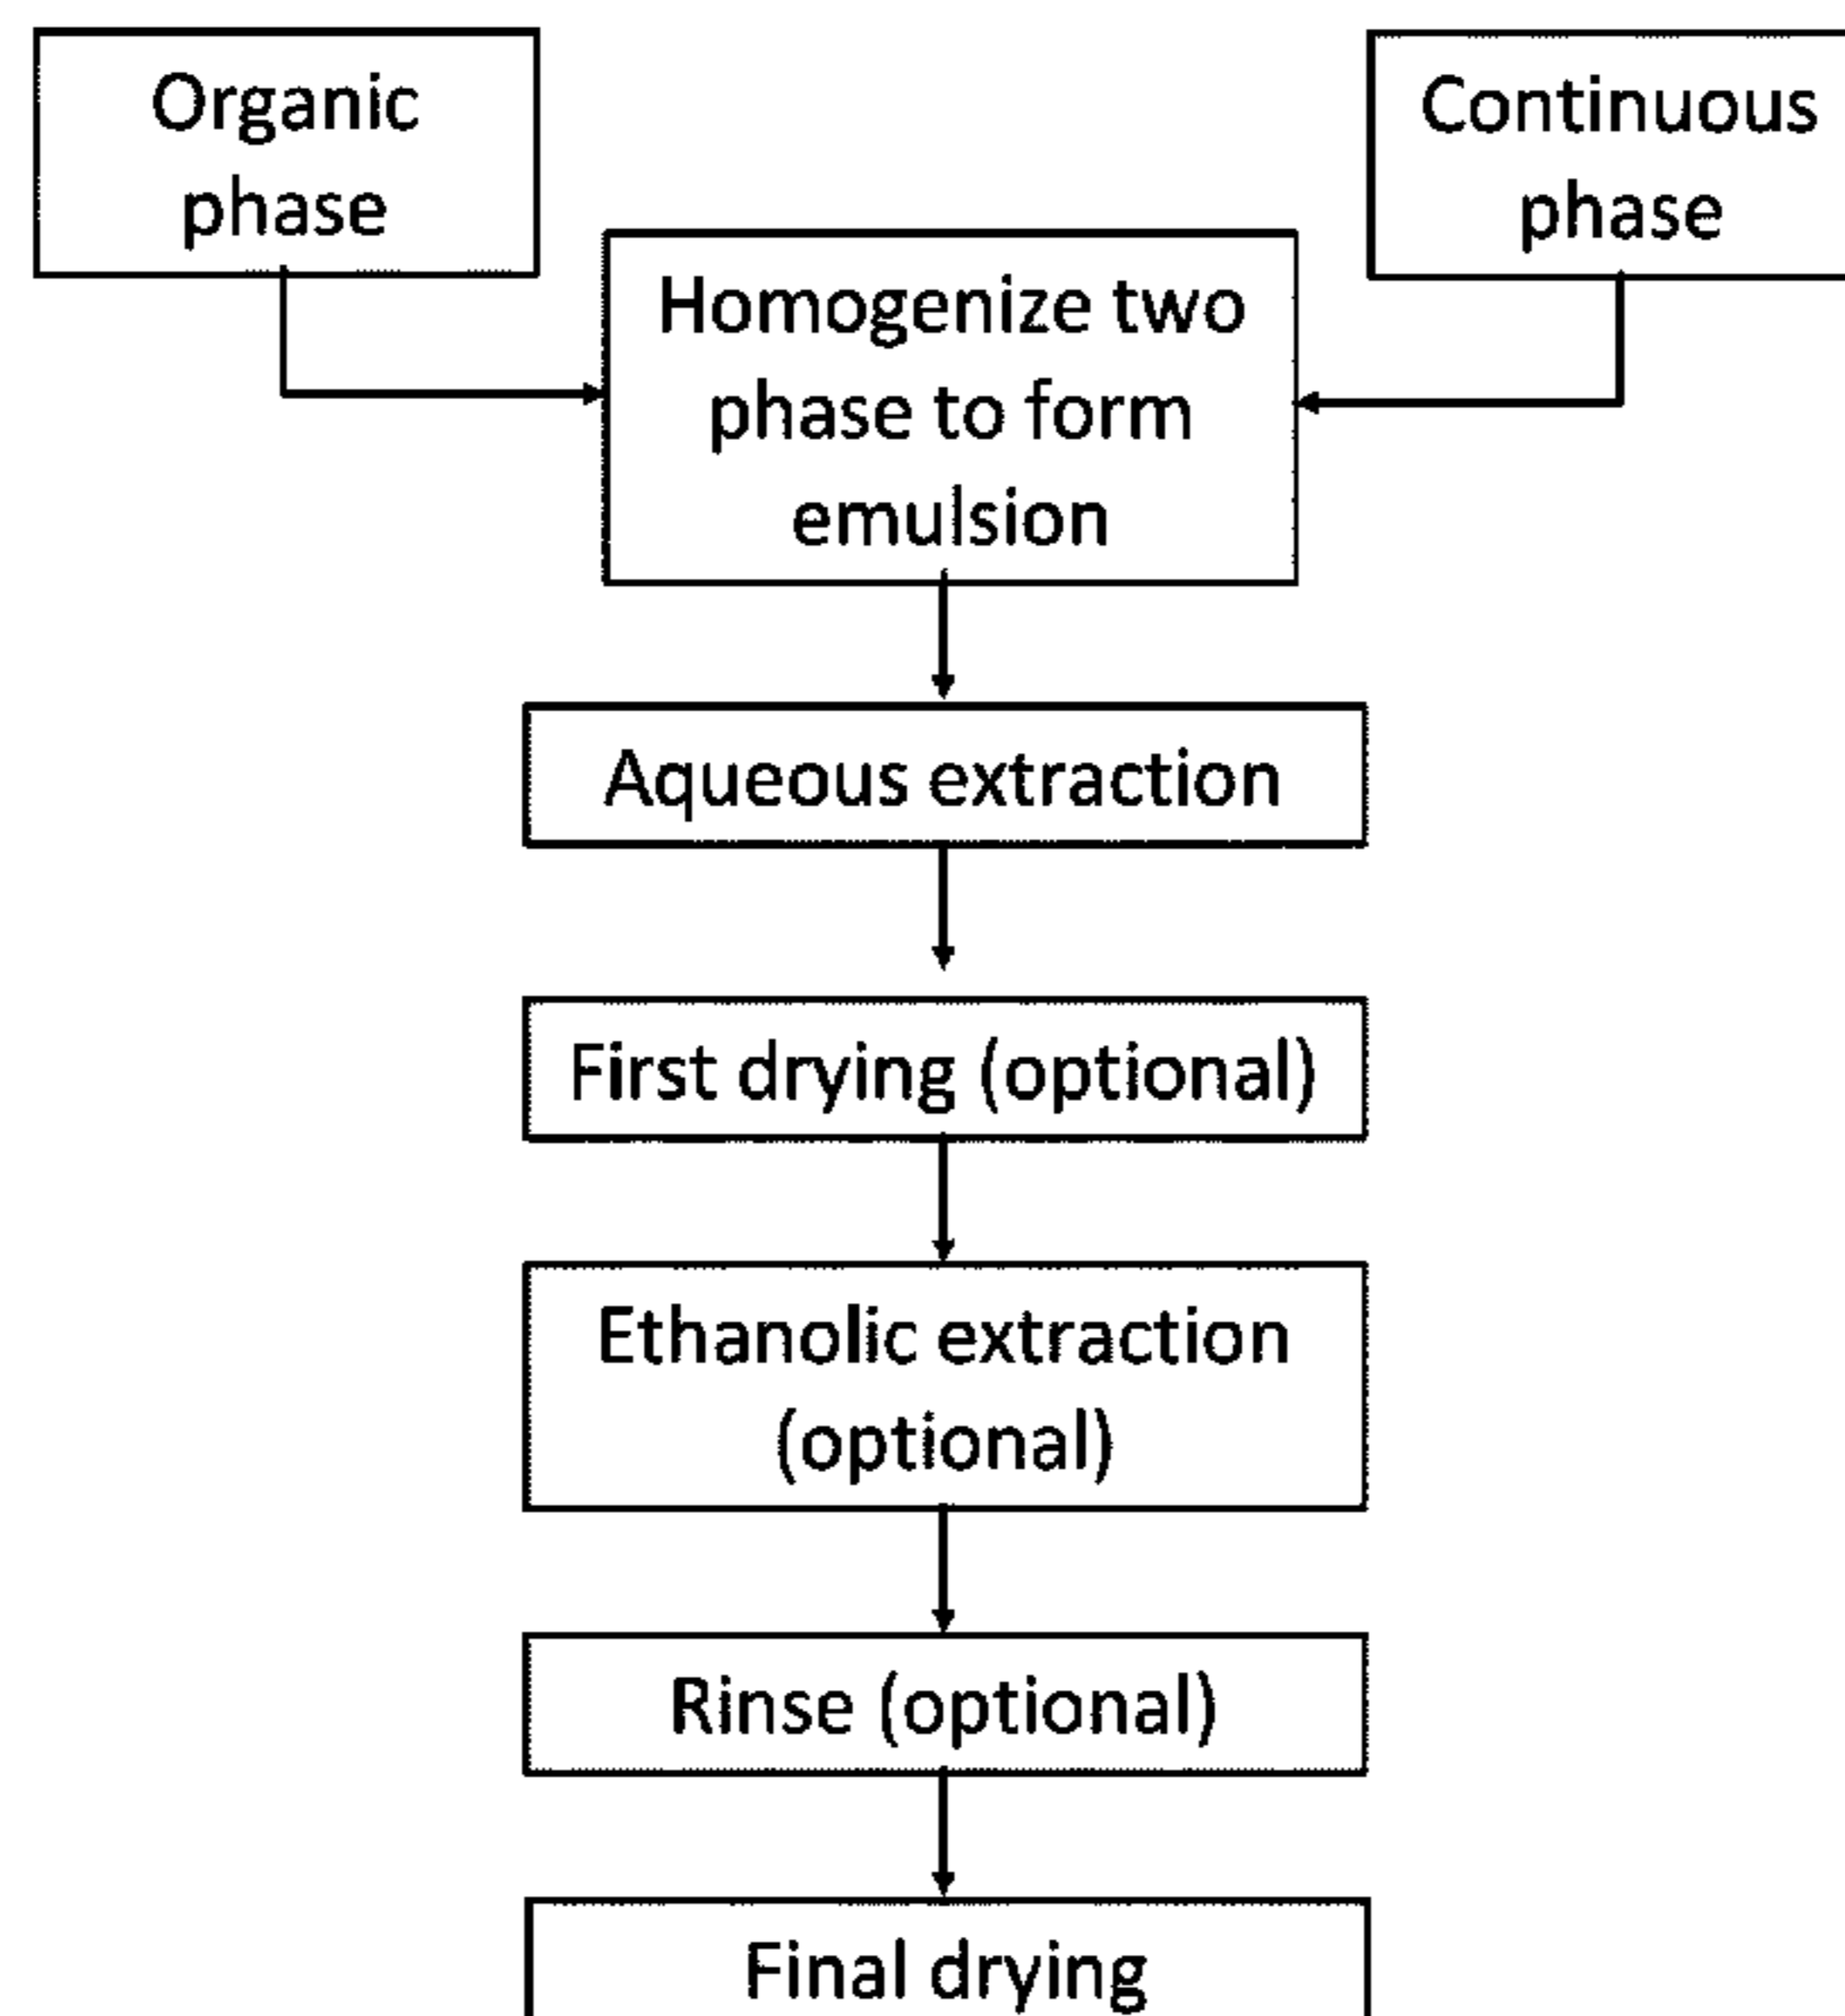 Organic
phase
Continuous
phase
Homogenize two
phase to form
emulsion
Aqueous extraction
First drying (optional)
Ethanolic extraction
(optional)
Rinse (optional)
Final drying